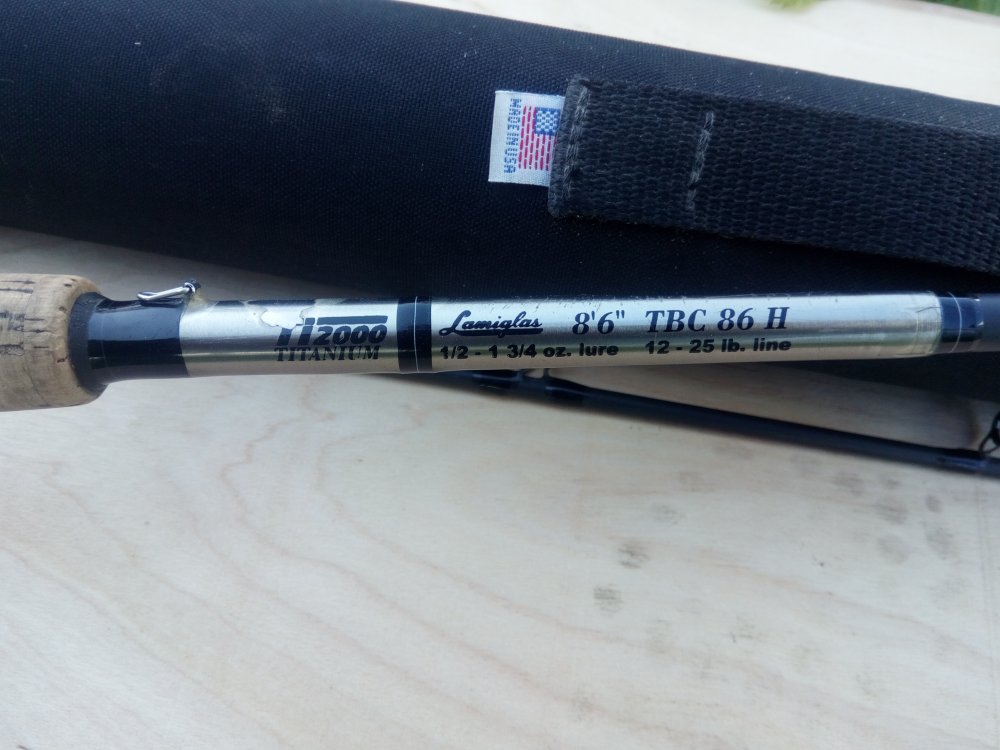 MADE IN USA
Ti2000
TITANIUM
Lamiglas 8'6" TBC 86 H
1/2 - 1 3/4 oz. lure 12 - 25 lb. line